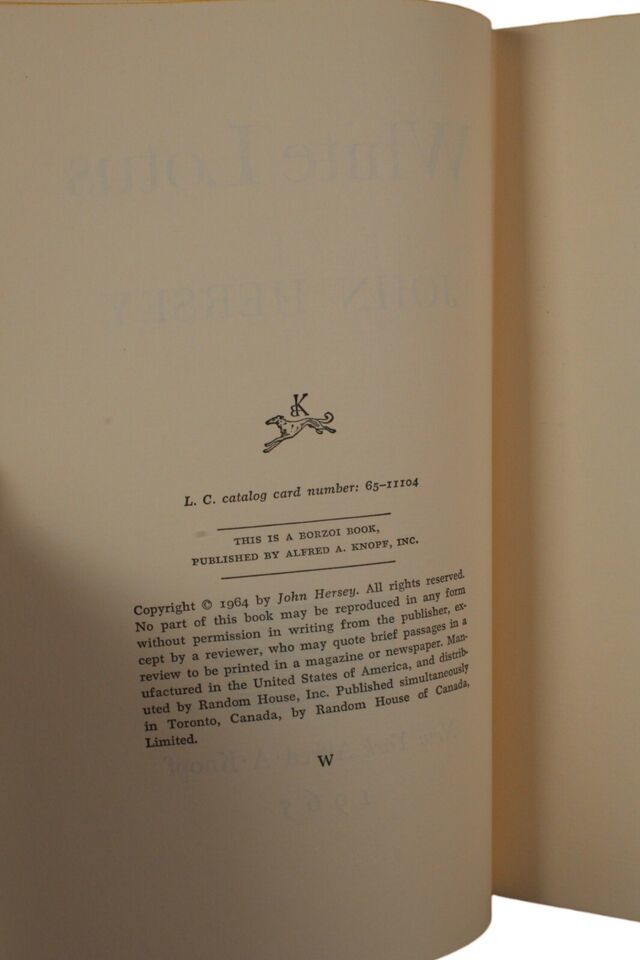 White Lotus
JOHN HERSEY
BK
L. C. catalog card number: 65–11104
THIS IS A BORZOI BOOK,
PUBLISHED BY ALFRED A. KNOPF, INC.
Copyright © 1964 by John Hersey. All rights reserved.
No part of this book may be reproduced in any form
without permission in writing from the publisher, ex-
cept by a reviewer, who may quote brief passages in a
review to be printed in a magazine or newspaper. Man-
ufactured in the United States of America, and distrib-
uted by Random House, Inc. Published simultaneously
in Toronto, Canada, by Random House of Canada,
Limited.
W
New York Alfred · A · Knopf
1965